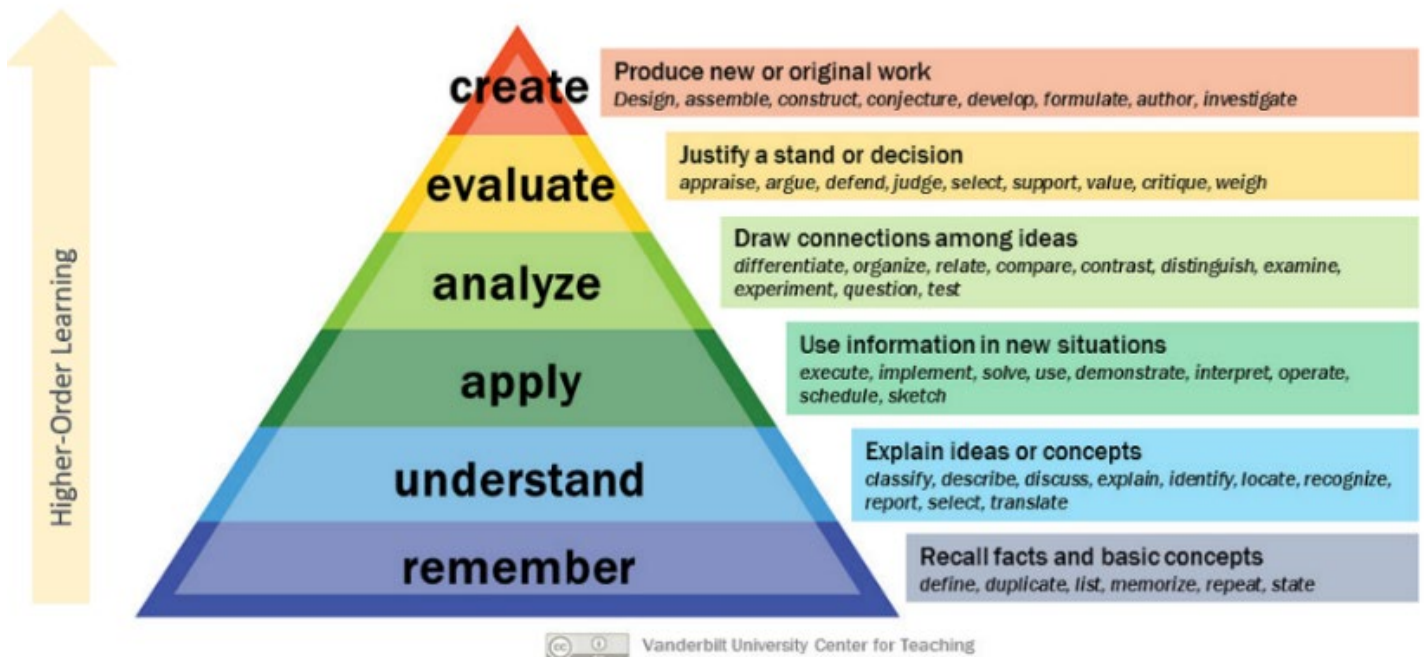 Higher-Order Learning
create
Produce new or original work
Design, assemble, construct, conjecture, develop, formulate, author, investigate
evaluate
Justify a stand or decision
appraise, argue, defend, judge, select, support, value, critique, weigh
analyze
Draw connections among ideas
differentiate, organize, relate, compare, contrast, distinguish, examine,
experiment, question, test
apply
Use information in new situations
execute, implement, solve, use, demonstrate, interpret, operate,
schedule, sketch
understand
Explain ideas or concepts
classify, describe, discuss, explain, identify, locate, recognize,
report, select, translate
remember
Recall facts and basic concepts
define, duplicate, list, memorize, repeat, state
cc
Vanderbilt University Center for Teaching